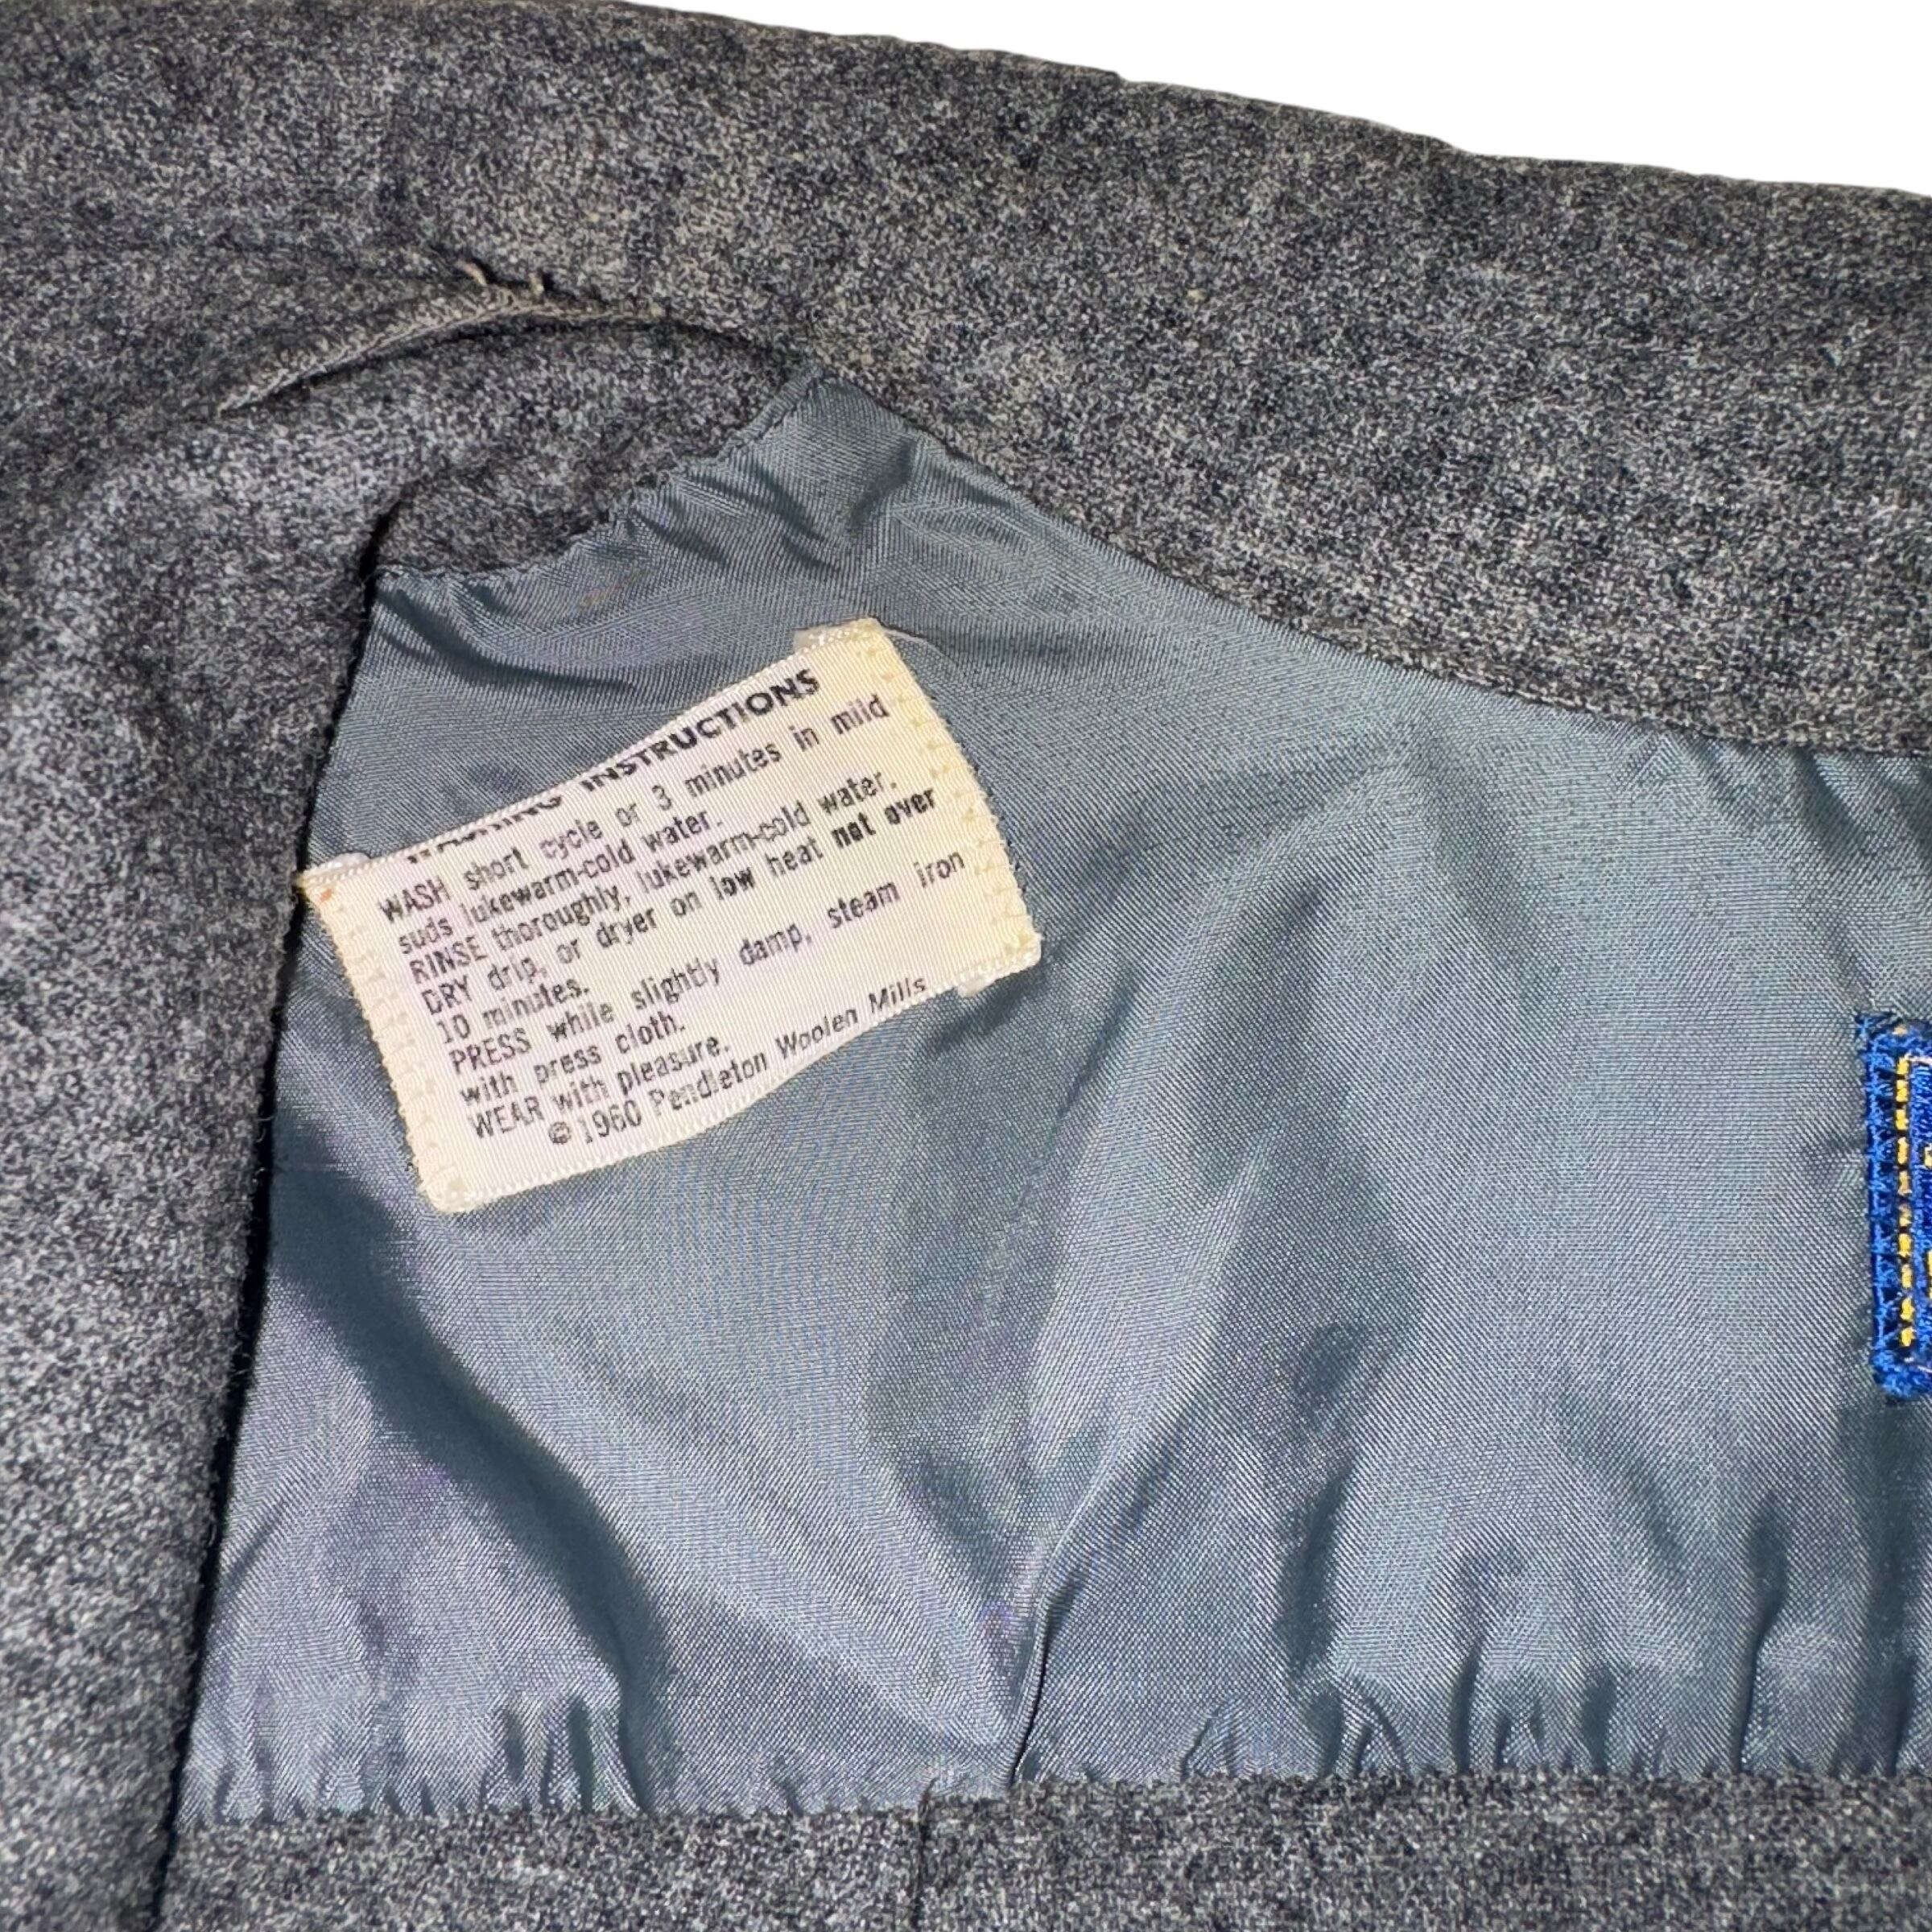 WASHING INSTRUCTIONS
WASH short cycle or 3 minutes in mild
suds lukewarm-cold water.
RINSE thoroughly, lukewarm-cold water.
DRY drip, or dryer on low heat not over
10 minutes.
PRESS while slightly damp, steam iron
with press cloth.
WEAR with pleasure.
© 1960 Pendleton Woolen Mills